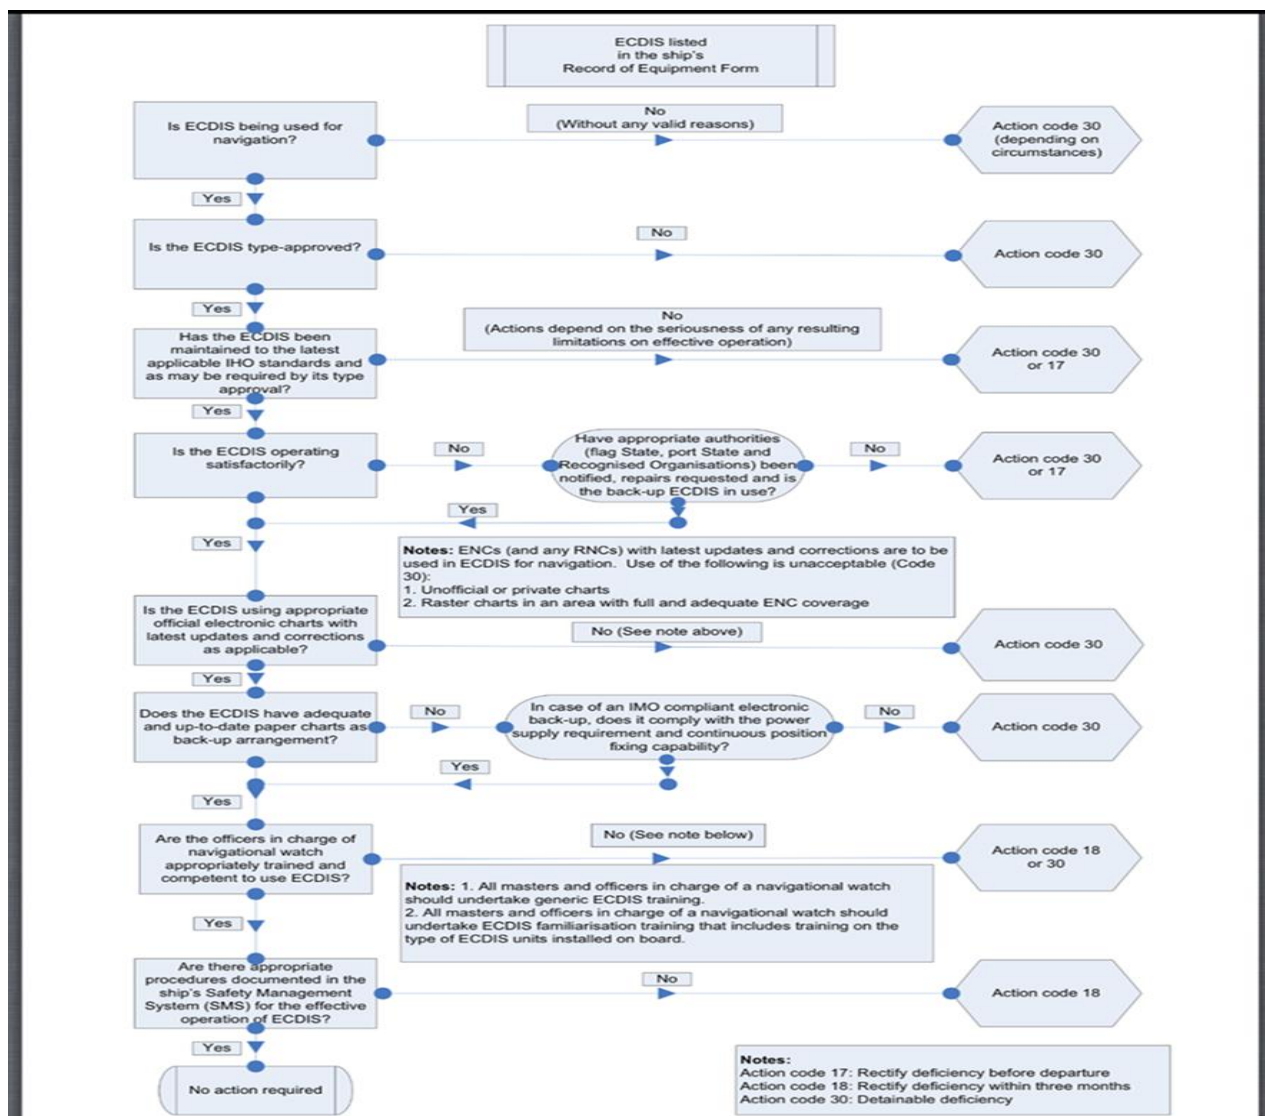 ECDIS listed
in the ship's
Record of Equipment Form
Is ECDIS being used for
navigation?
No
(Without any valid reasons)
Action code 30
(depending on
circumstances)
Yes
Is the ECDIS type-approved?
No
Action code 30
Yes
Has the ECDIS been
maintained to the latest
applicable IHO standards and
as may be required by its type
approval?
No
(Actions depend on the seriousness of any resulting
limitations on effective operation)
Action code 30
or 17
Yes
Is the ECDIS operating
satisfactorily?
No
Have appropriate authorities
(flag State, port State and
Recognised Organisations) been
notified, repairs requested and is
the back-up ECDIS in use?
No
Action code 30
or 17
Yes
Yes
Notes: ENCs (and any RNCs) with latest updates and corrections are to be
used in ECDIS for navigation. Use of the following is unacceptable (Code
30):
1. Unofficial or private charts
2. Raster charts in an area with full and adequate ENC coverage
Is the ECDIS using appropriate
official electronic charts with
latest updates and corrections
as applicable?
No (See note above)
Action code 30
Yes
Does the ECDIS have adequate
and up-to-date paper charts as
back-up arrangement?
No
In case of an IMO compliant electronic
back-up, does it comply with the power
supply requirement and continuous position
fixing capability?
No
Action code 30
Yes
Yes
Are the officers in charge of
navigational watch
appropriately trained and
competent to use ECDIS?
No (See note below)
Action code 18
or 30
Notes: 1. All masters and officers in charge of a navigational watch
should undertake generic ECDIS training.
2. All masters and officers in charge of a navigational watch should
undertake ECDIS familiarisation training that includes training on the
type of ECDIS units installed on board.
Yes
Are there appropriate
procedures documented in the
ship's Safety Management
System (SMS) for the effective
operation of ECDIS?
No
Action code 18
Yes
No action required
Notes:
Action code 17: Rectify deficiency before departure
Action code 18: Rectify deficiency within three months
Action code 30: Detainable deficiency